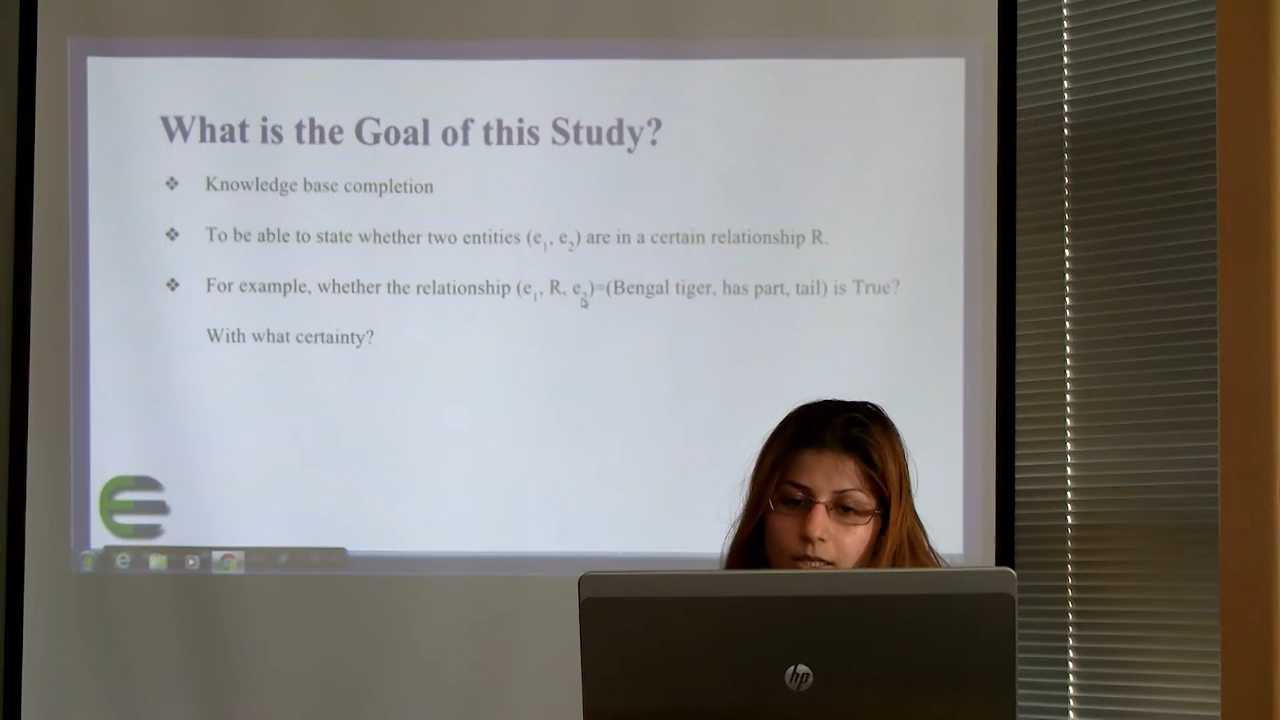 What is the Goal of this Study?
❖ Knowledge base completion
❖ To be able to state whether two entities (e₁, e₂) are in a certain relationship R.
❖ For example, whether the relationship (e₁, R, e₂)=(Bengal tiger, has part, tail) is True?
With what certainty?
hp